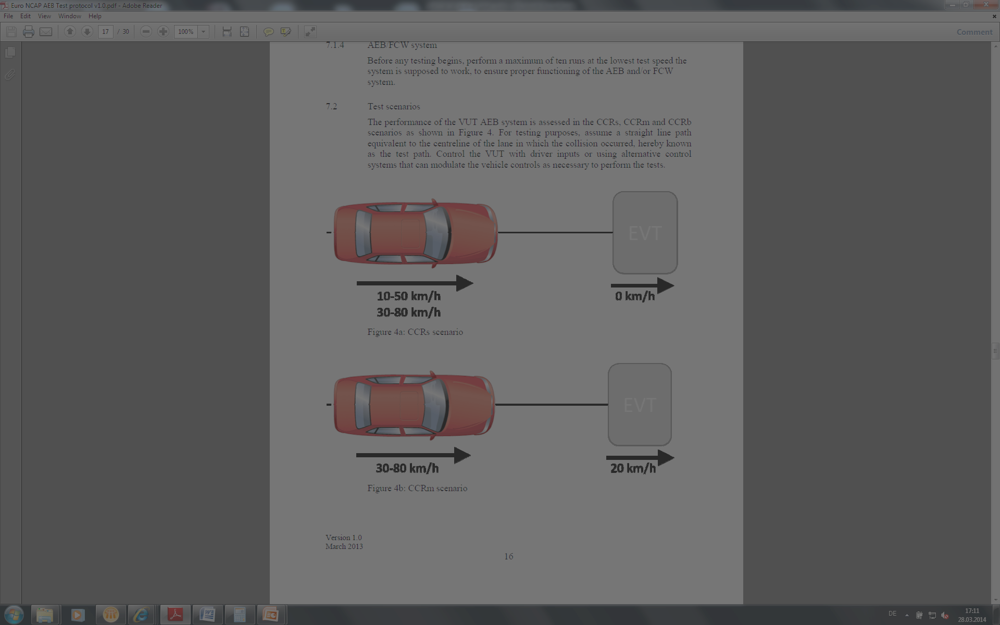 Euro NCAP AEB Test protocol v1.0.pdf - Adobe Reader
File Edit View Window Help
17 / 30 100% Comment
7.1.4 AEB/FCW system
Before any testing begins, perform a maximum of ten runs at the lowest test speed the
system is supposed to work, to ensure proper functioning of the AEB and/or FCW
system.
7.2 Test scenarios
The performance of the VUT AEB system is assessed in the CCRs, CCRm and CCRb
scenarios as shown in Figure 4. For testing purposes, assume a straight line path
equivalent to the centreline of the lane in which the collision occurred, hereby known
as the test path. Control the VUT with driver inputs or using alternative control
systems that can modulate the vehicle controls as necessary to perform the tests.
EVT
10-50 km/h 0 km/h
30-80 km/h
Figure 4a: CCRs scenario
EVT
30-80 km/h 20 km/h
Figure 4b: CCRm scenario
Version 1.0
March 2013
16
DE 17:11
28.03.2014